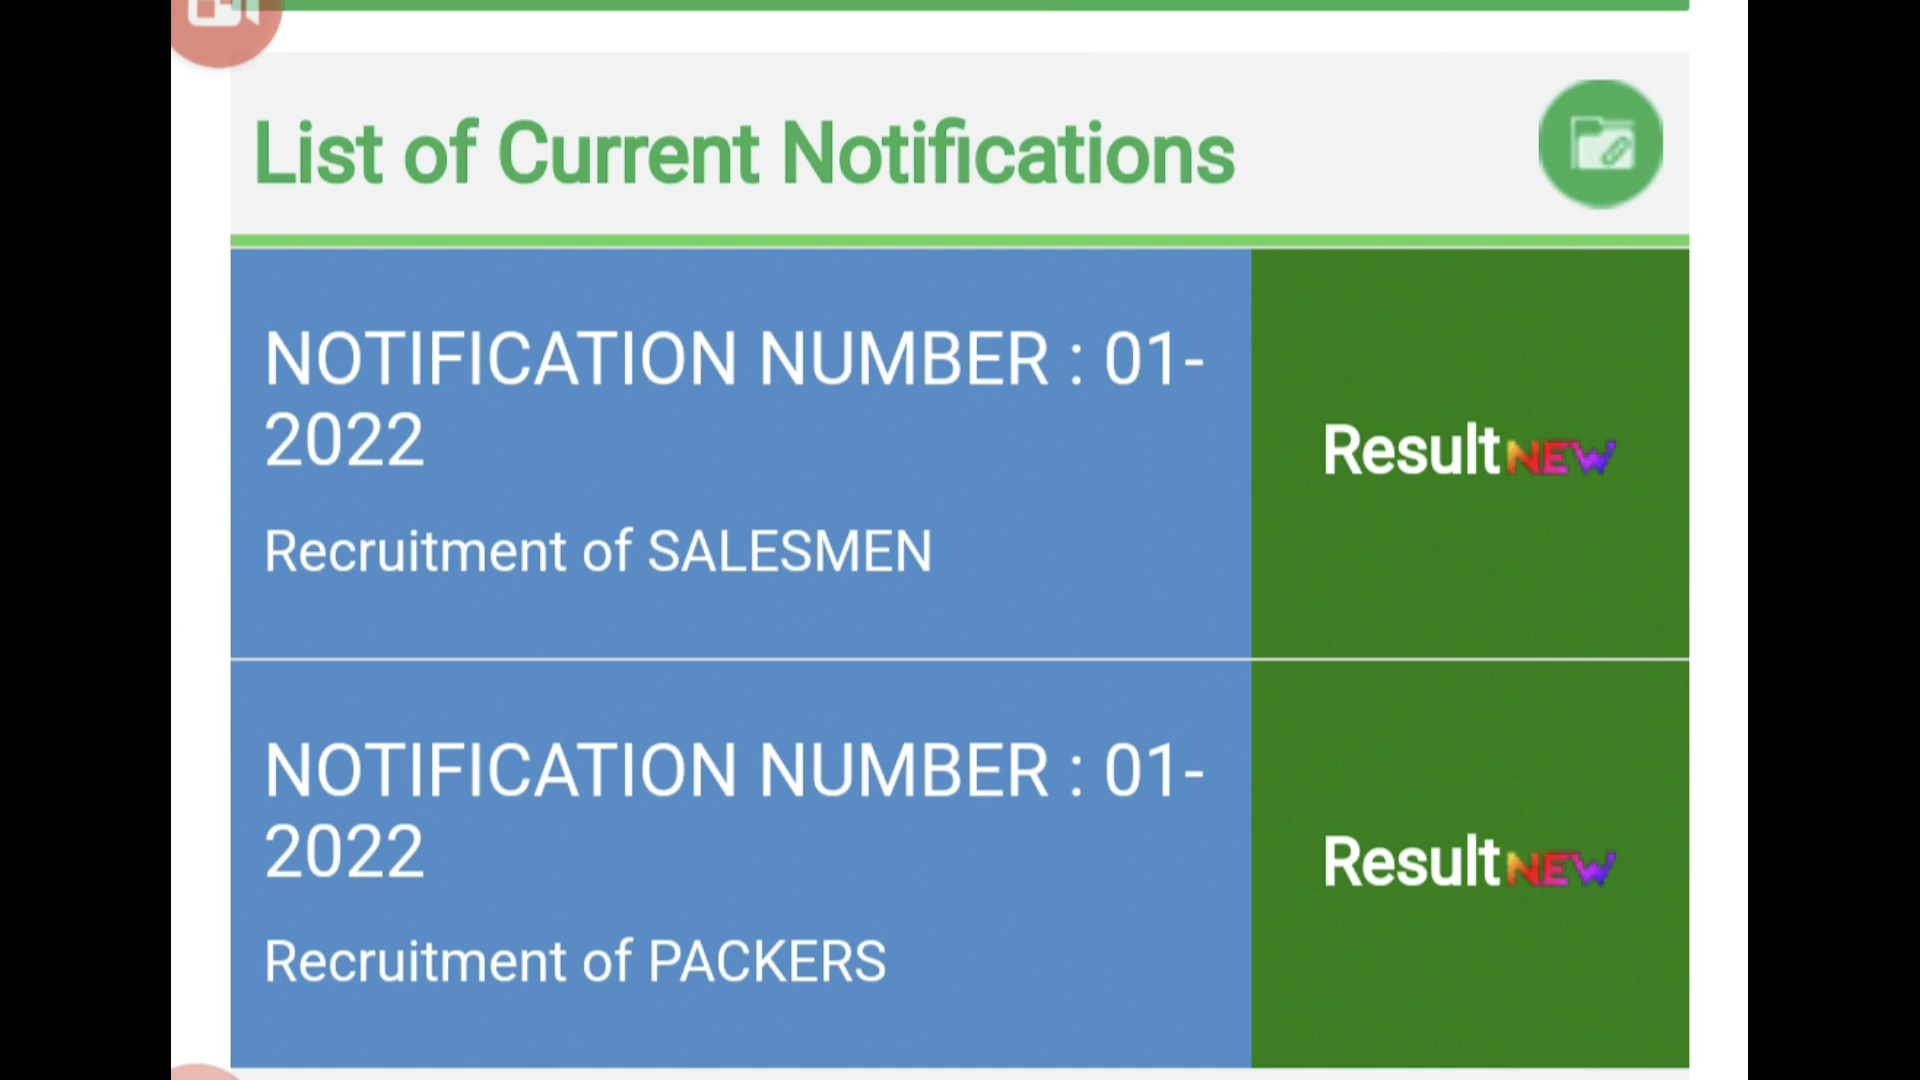 List of Current Notifications
NOTIFICATION NUMBER : 01-
2022
Recruitment of SALESMEN
Result NEW
NOTIFICATION NUMBER : 01-
2022
Recruitment of PACKERS
Result NEW